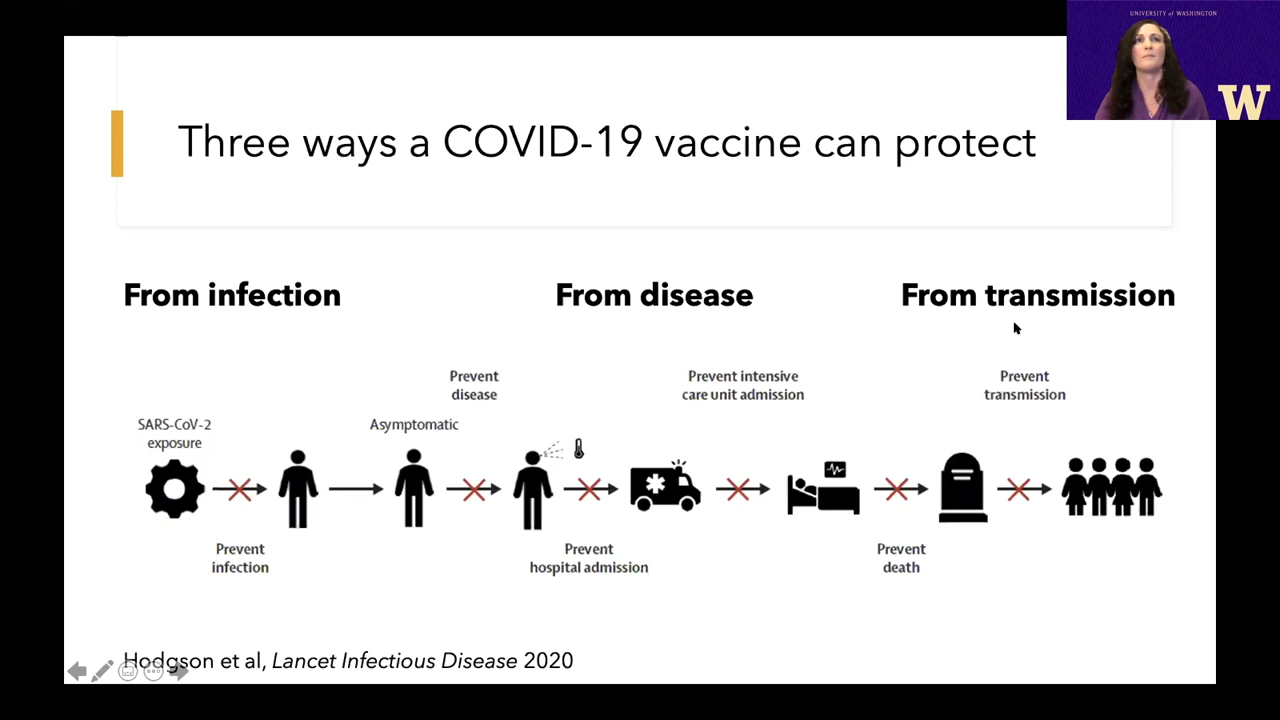 UNIVERSITY of WASHINGTON
W
Three ways a COVID-19 vaccine can protect
From infection
From disease
From transmission
Prevent
disease
Prevent intensive
care unit admission
Prevent
transmission
SARS-CoV-2
exposure
Asymptomatic
Prevent
infection
Prevent
hospital admission
Prevent
death
Hodgson et al, Lancet Infectious Disease 2020